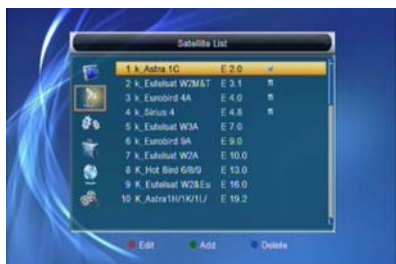 Satellite List
1 k_Astra 1C E 2.0
2 k_Eutelsat W2M&T E 3.1
3 k_Eurobird 4A E 4.0
4 k_Sirius 4 E 4.8
5 k_Eutelsat W3A E 7.0
6 k_Eurobird 9A E 9.0
7 k_Eutelsat W2A E 10.0
8 K_Hot Bird 6/8/9 E 13.0
9 K_Eutelsat W2&Eu E 16.0
10 K_Astra1H/1K/1L/ E 19.2
Edit Add Delete